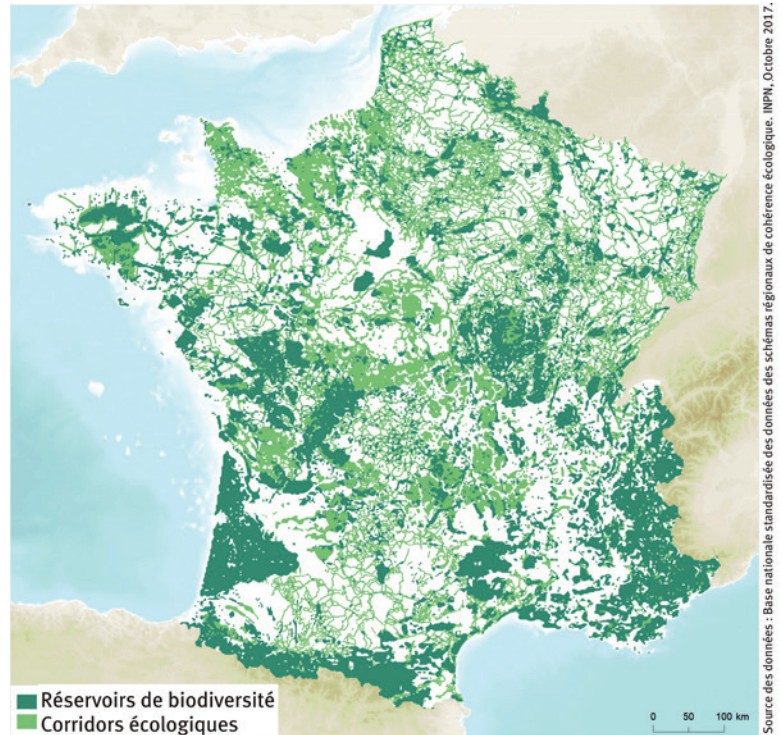 Réservoirs de biodiversité
Corridors écologiques
0 50 100 km
Source des données : Base nationale standardisée des données des schémas régionaux de cohérence écologique. INPN, Octobre 2017.